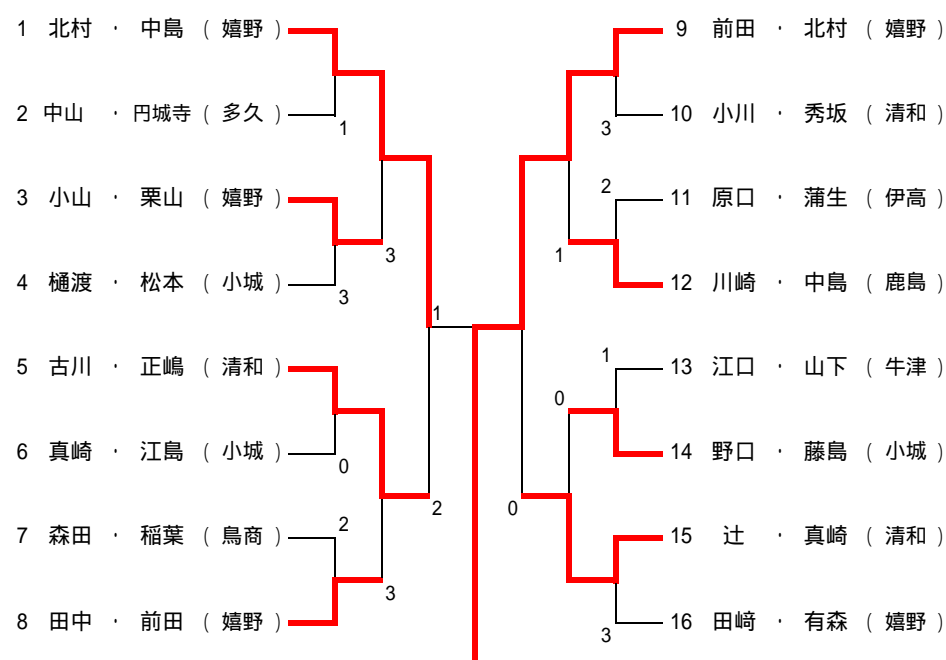 1 北村 ・ 中島 ( 嬉野 )
2 中山 ・ 円城寺 ( 多久 )
1
3 小山 ・ 栗山 ( 嬉野 )
3
4 樋渡 ・ 松本 ( 小城 )
3
1
5 古川 ・ 正嶋 ( 清和 )
6 真崎 ・ 江島 ( 小城 )
0
2
7 森田 ・ 稲葉 ( 鳥商 )
2
3
8 田中 ・ 前田 ( 嬉野 )
9 前田 ・ 北村 ( 嬉野 )
10 小川 ・ 秀坂 ( 清和 )
3
2
11 原口 ・ 蒲生 ( 伊高 )
1
12 川崎 ・ 中島 ( 鹿島 )
1
13 江口 ・ 山下 ( 牛津 )
0
14 野口 ・ 藤島 ( 小城 )
0
15 辻 ・ 真崎 ( 清和 )
16 田﨑 ・ 有森 ( 嬉野 )
3